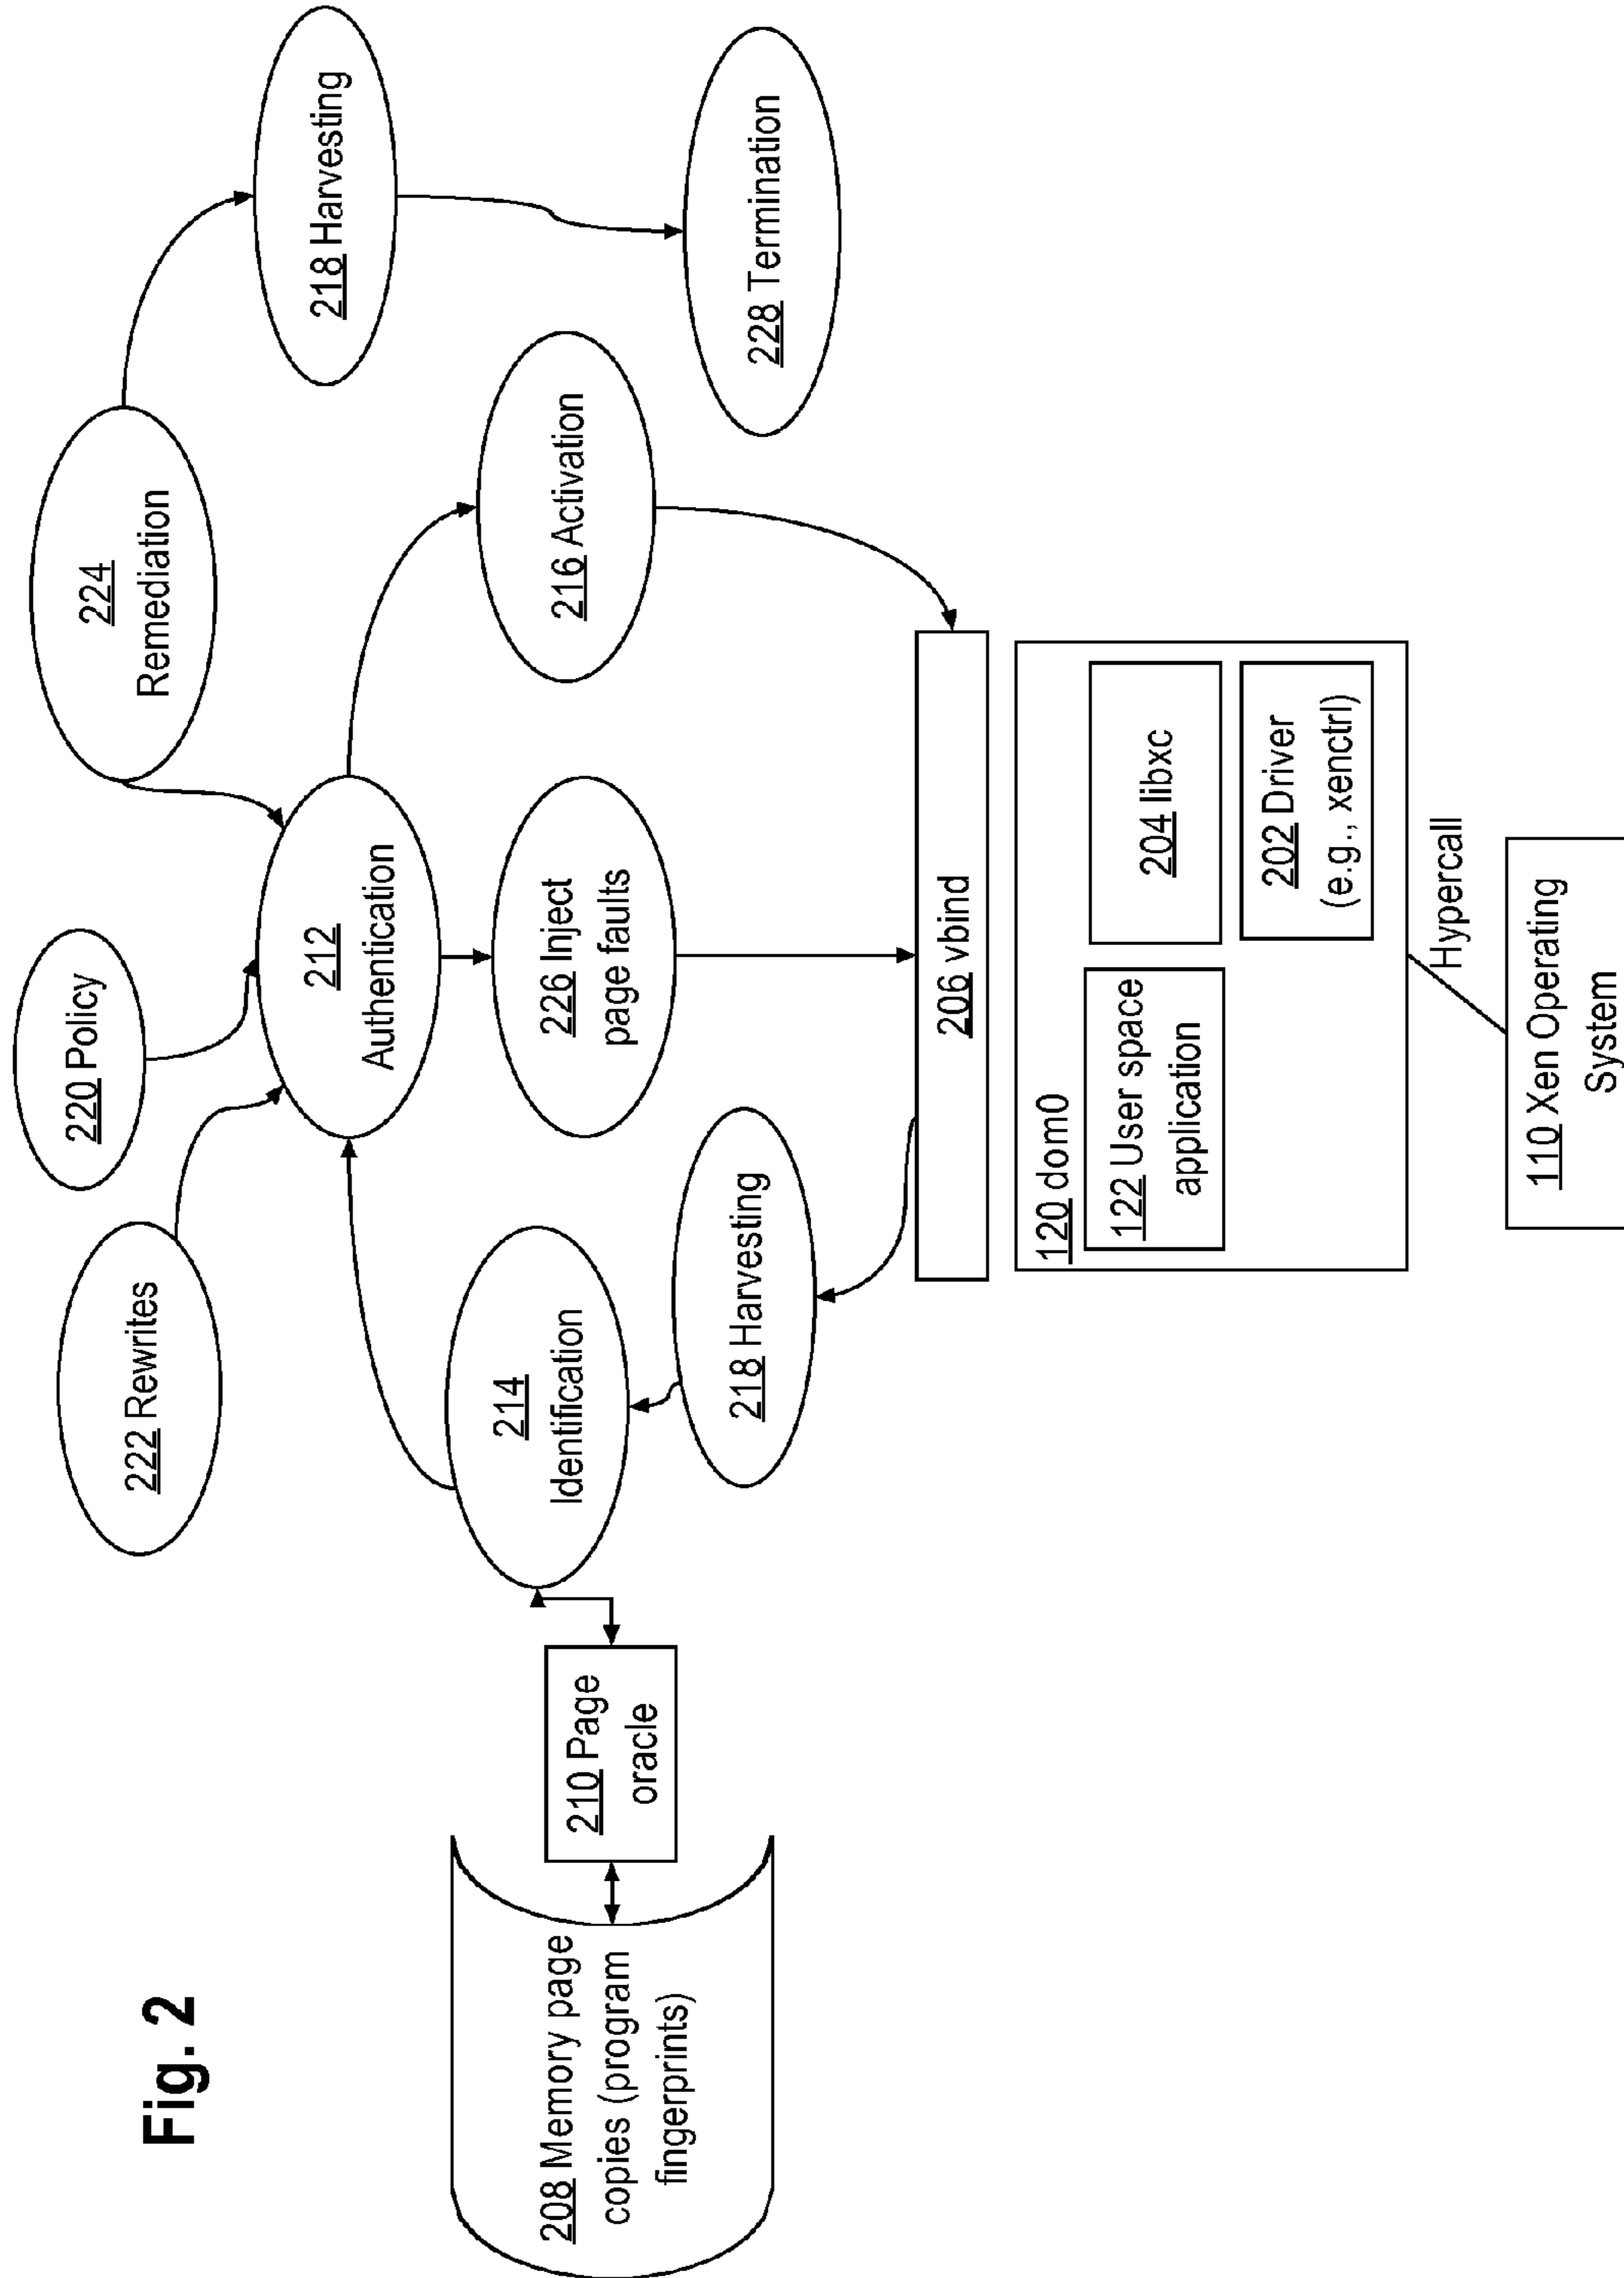 Fig. 2
220 Policy
224
Remediation
222 Rewrites
212
Authentication
218 Harvesting
214
Identification
226 Inject
page faults
216 Activation
210 Page
oracle
208 Memory page
copies (program
fingerprints)
218 Harvesting
228 Termination
206 vbind
120 dom0
122 User space
application
204 libxc
202 Driver
(e.g., xenctrl)
Hypercall
110 Xen Operating
System